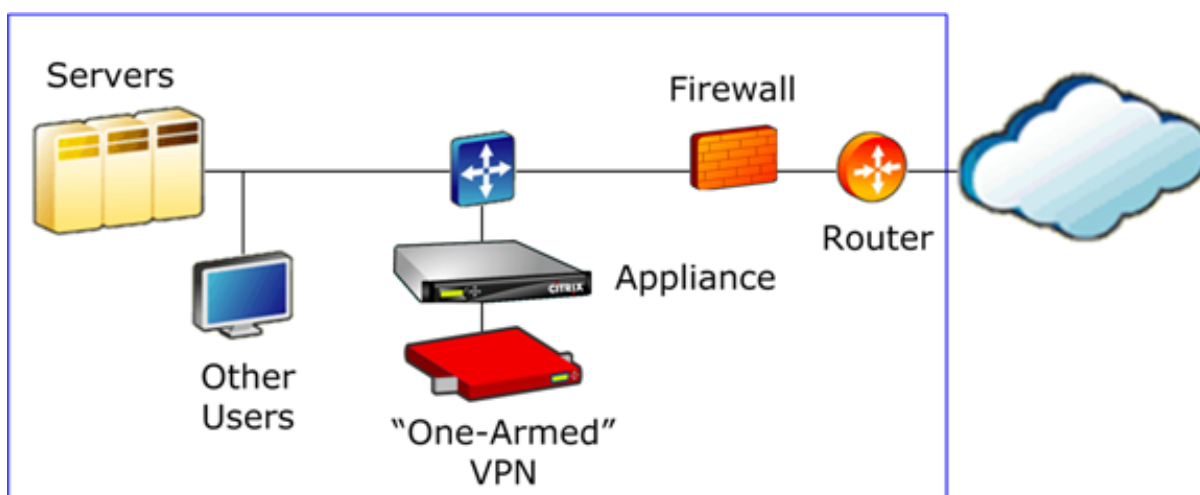 Servers
Firewall
Router
Appliance
CITRIX
Other
Users
“One-Armed”
VPN